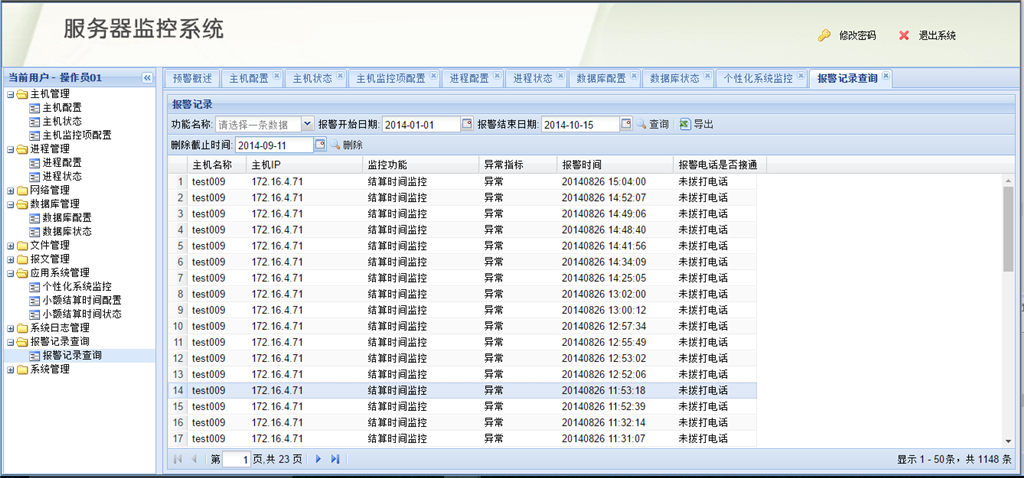 服务器监控系统
修改密码 退出系统
当前用户 - 操作员01
主机管理
主机配置
主机状态
主机监控项配置
进程管理
进程配置
进程状态
网络管理
数据库管理
数据库配置
数据库状态
文件管理
报文管理
应用系统管理
个性化系统监控
小额结算时间配置
小额结算时间状态
系统日志管理
报警记录查询
报警记录查询
系统管理
预警概述 主机配置 主机状态 主机监控项配置 进程配置 进程状态 数据库配置 数据库状态 个性化系统监控 报警记录查询
报警记录
功能名称: 请选择一条数据 报警开始日期: 2014-01-01 报警结束日期: 2014-10-15 查询 导出
删除截止时间: 2014-09-11 删除
主机名称 主机IP 监控功能 异常指标 报警时间 报警电话是否接通
1 test009 172.16.4.71 结算时间监控 异常 20140826 15:04:00 未拨打电话
2 test009 172.16.4.71 结算时间监控 异常 20140826 14:52:07 未拨打电话
3 test009 172.16.4.71 结算时间监控 异常 20140826 14:49:06 未拨打电话
4 test009 172.16.4.71 结算时间监控 异常 20140826 14:48:40 未拨打电话
5 test009 172.16.4.71 结算时间监控 异常 20140826 14:41:56 未拨打电话
6 test009 172.16.4.71 结算时间监控 异常 20140826 14:34:09 未拨打电话
7 test009 172.16.4.71 结算时间监控 异常 20140826 14:25:05 未拨打电话
8 test009 172.16.4.71 结算时间监控 异常 20140826 13:02:00 未拨打电话
9 test009 172.16.4.71 结算时间监控 异常 20140826 13:00:12 未拨打电话
10 test009 172.16.4.71 结算时间监控 异常 20140826 12:57:34 未拨打电话
11 test009 172.16.4.71 结算时间监控 异常 20140826 12:55:49 未拨打电话
12 test009 172.16.4.71 结算时间监控 异常 20140826 12:53:02 未拨打电话
13 test009 172.16.4.71 结算时间监控 异常 20140826 12:52:06 未拨打电话
14 test009 172.16.4.71 结算时间监控 异常 20140826 11:53:18 未拨打电话
15 test009 172.16.4.71 结算时间监控 异常 20140826 11:52:39 未拨打电话
16 test009 172.16.4.71 结算时间监控 异常 20140826 11:32:14 未拨打电话
17 test009 172.16.4.71 结算时间监控 异常 20140826 11:31:07 未拨打电话
第 1 页,共 23 页 显示 1 - 50条，共 1148 条